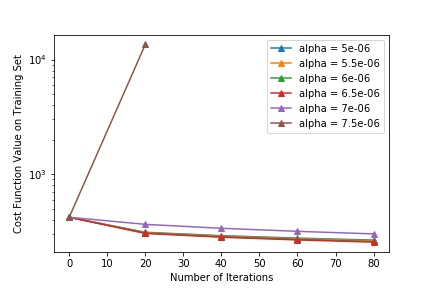 Cost Function Value on Training Set
10⁴
10³
alpha = 5e-06
alpha = 5.5e-06
alpha = 6e-06
alpha = 6.5e-06
alpha = 7e-06
alpha = 7.5e-06
0 10 20 30 40 50 60 70 80
Number of Iterations